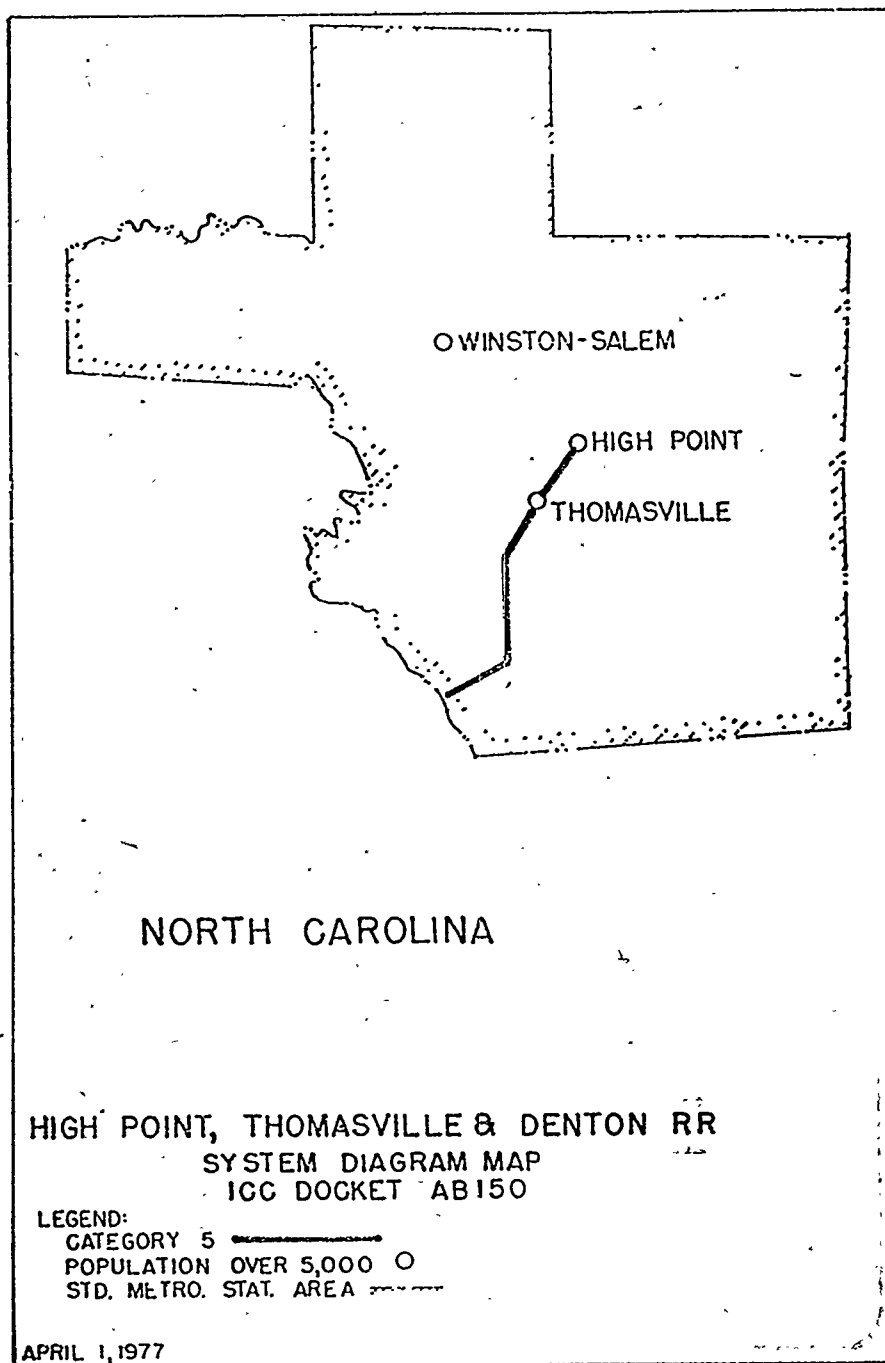 WINSTON-SALEM
HIGH POINT
THOMASVILLE
NORTH CAROLINA
HIGH POINT, THOMASVILLE & DENTON RR
SYSTEM DIAGRAM MAP
ICC DOCKET AB150
LEGEND:
CATEGORY 5
POPULATION OVER 5,000
STD. METRO. STAT. AREA
APRIL 1, 1977